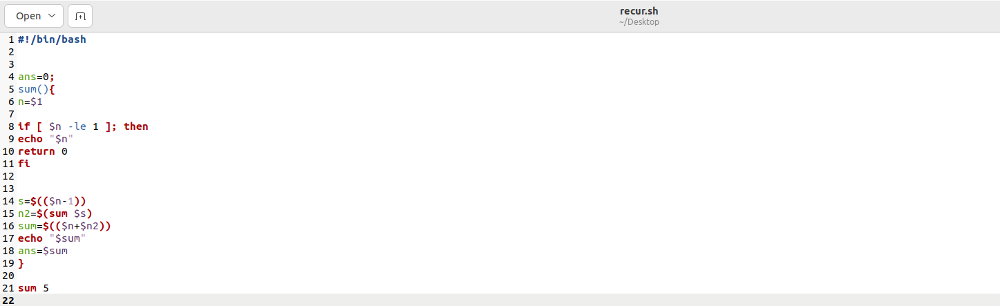 Open
recur.sh
~/Desktop
1 #!/bin/bash
2
3
4 ans=0;
5 sum(){
6 n=$1
7
8 if [ $n -le 1 ]; then
9 echo "$n"
10 return 0
11 fi
12
13
14 s=$(($n-1))
15 n2=$(sum $s)
16 sum=$(($n+$n2))
17 echo "$sum"
18 ans=$sum
19 }
20
21 sum 5
22